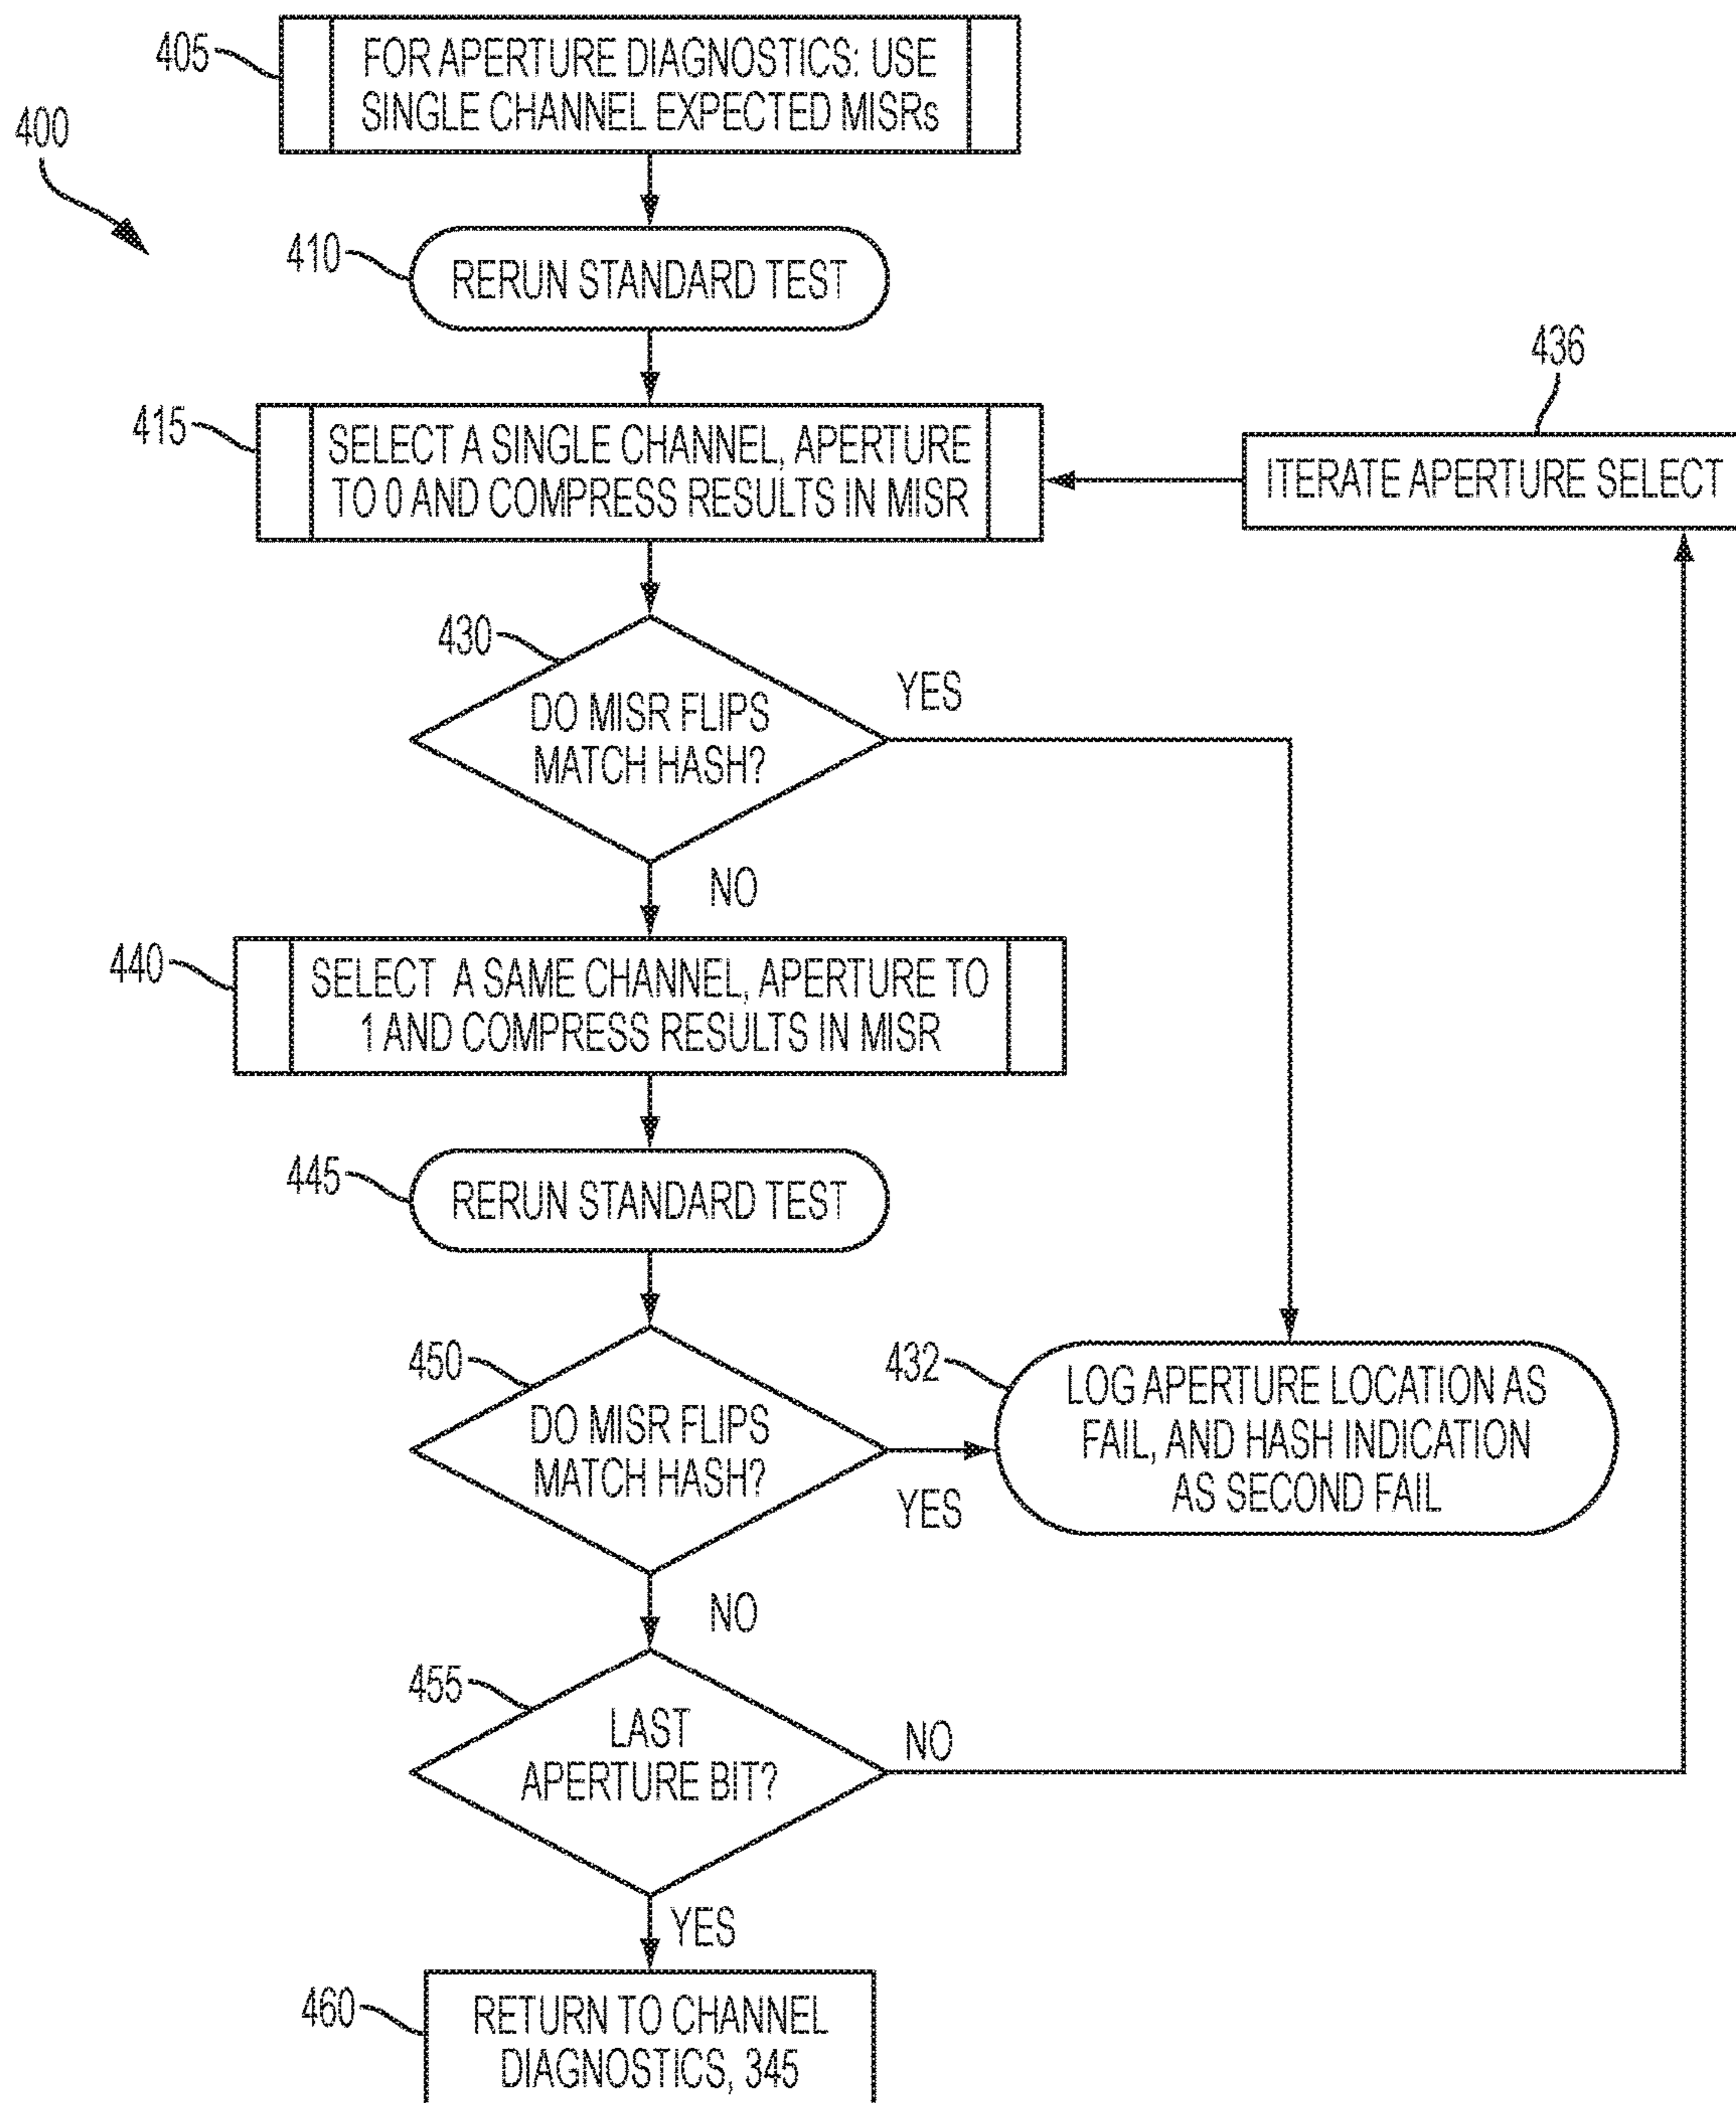 405
FOR APERTURE DIAGNOSTICS: USE
SINGLE CHANNEL EXPECTED MISRs
400
410
RERUN STANDARD TEST
436
ITERATE APERTURE SELECT
415
SELECT A SINGLE CHANNEL, APERTURE
TO 0 AND COMPRESS RESULTS IN MISR
430
DO MISR FLIPS
MATCH HASH?
YES
NO
440
SELECT A SAME CHANNEL, APERTURE TO
1 AND COMPRESS RESULTS IN MISR
445
RERUN STANDARD TEST
450
DO MISR FLIPS
MATCH HASH?
YES
432
LOG APERTURE LOCATION AS
FAIL, AND HASH INDICATION
AS SECOND FAIL
NO
455
LAST
APERTURE BIT?
NO
YES
460
RETURN TO CHANNEL
DIAGNOSTICS, 345